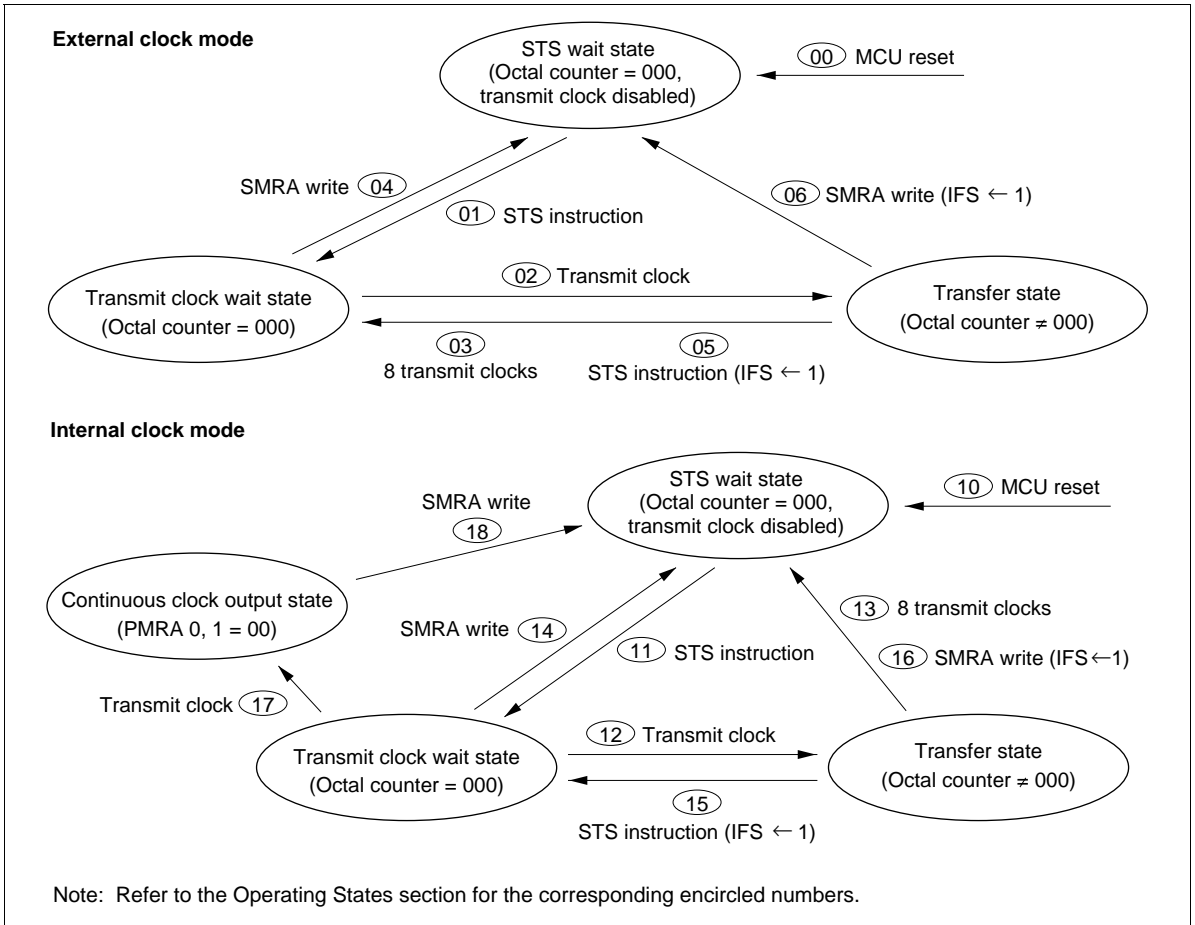 External clock mode
STS wait state
(Octal counter = 000,
transmit clock disabled)
00 MCU reset
SMRA write 04
01 STS instruction
06 SMRA write (IFS ← 1)
Transmit clock wait state
(Octal counter = 000)
02 Transmit clock
03
8 transmit clocks
05
STS instruction (IFS ← 1)
Transfer state
(Octal counter ≠ 000)
Internal clock mode
STS wait state
(Octal counter = 000,
transmit clock disabled)
10 MCU reset
SMRA write
18
Continuous clock output state
(PMRA 0, 1 = 00)
SMRA write 14
11 STS instruction
13 8 transmit clocks
16 SMRA write (IFS←1)
Transmit clock 17
Transmit clock wait state
(Octal counter = 000)
12 Transmit clock
15
STS instruction (IFS ← 1)
Transfer state
(Octal counter ≠ 000)
Note: Refer to the Operating States section for the corresponding encircled numbers.